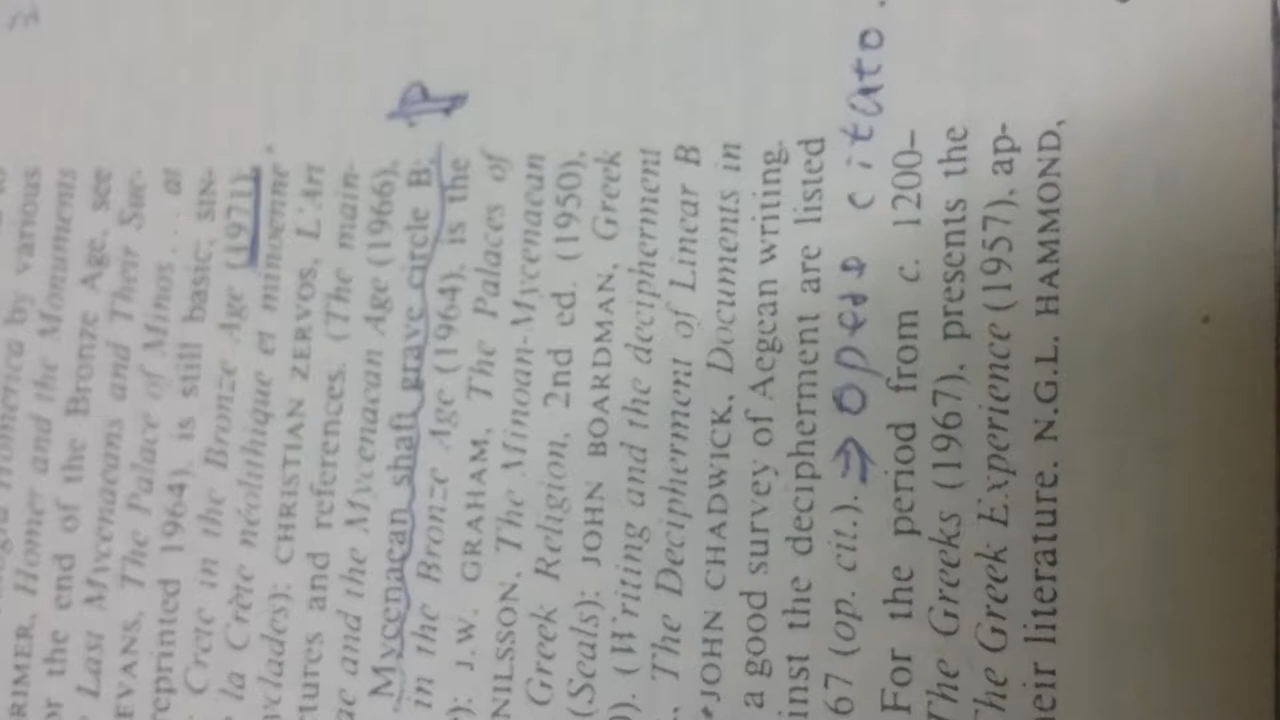 RIMER, Homer and the Monuments
or the end of the Bronze Age, see
Last Mycenaeans and Their Suc-
EVANS, The Palace of Minos . . . at
reprinted 1964), is still basic; SIN-
Crete in the Bronze Age (1971),
la Crète néolithique et minoenne
yclades): CHRISTIAN ZERVOS, L'Art
tures and references. (The main-
ae and the Mycenaean Age (1966),
Mycenaean shaft grave circle B;
in the Bronze Age (1964), is the
): J.W. GRAHAM, The Palaces of
NILSSON, The Minoan-Mycenaean
Greek Religion, 2nd ed. (1950),
(Seals): JOHN BOARDMAN, Greek
0). (Writing and the decipherment
. The Decipherment of Linear B
JOHN CHADWICK, Documents in
a good survey of Aegean writing.
inst the decipherment are listed
67 (op. cit.). ⇒ citato.
For the period from c. 1200–
The Greeks (1967), presents the
The Greek Experience (1957), ap-
eir literature. N.G.L. HAMMOND,